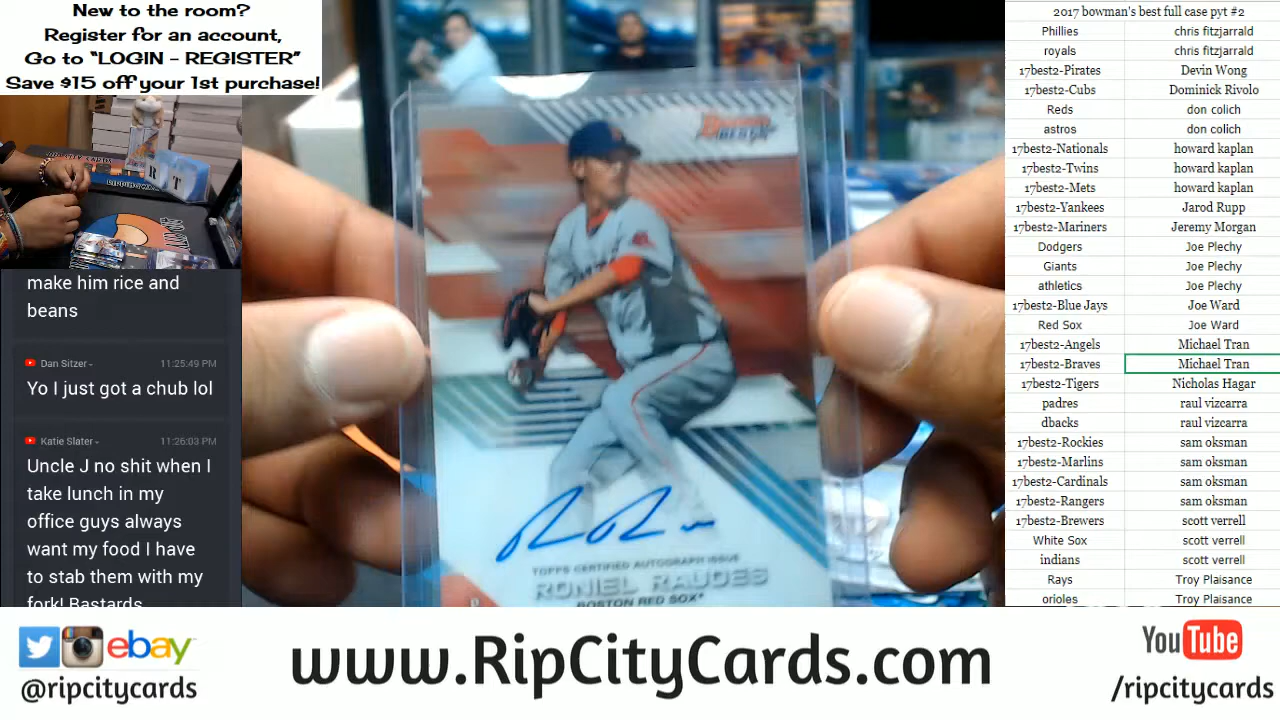 New to the room?
Register for an account,
Go to “LOGIN - REGISTER”
Save $15 off your 1st purchase!
make him rice and
beans
Dan Sitzer
11:25:49 PM
Yo I just got a chub lol
Katie Slater
11:26:03 PM
Uncle J no shit when I
take lunch in my
office guys always
want my food I have
to stab them with my
fork! Bastards
TOPPS CERTIFIED AUTOGRAPH ISSUE
RONIEL RAUDES
BOSTON RED SOX
2017 bowman's best full case pyt #2
Phillies chris fitzjarrald
royals chris fitzjarrald
17best2-Pirates Devin Wong
17best2-Cubs Dominick Rivolo
Reds don colich
astros don colich
17best2-Nationals howard kaplan
17best2-Twins howard kaplan
17best2-Mets howard kaplan
17best2-Yankees Jarod Rupp
17best2-Mariners Jeremy Morgan
Dodgers Joe Plechy
Giants Joe Plechy
athletics Joe Plechy
17best2-Blue Jays Joe Ward
Red Sox Joe Ward
17best2-Angels Michael Tran
17best2-Braves Michael Tran
17best2-Tigers Nicholas Hagar
padres raul vizcarra
dbacks raul vizcarra
17best2-Rockies sam oksman
17best2-Marlins sam oksman
17best2-Cardinals sam oksman
17best2-Rangers sam oksman
17best2-Brewers scott verrell
White Sox scott verrell
indians scott verrell
Rays Troy Plaisance
orioles Troy Plaisance
ebay
@ripcitycards
www.RipCityCards.com
YouTube
/ripcitycards